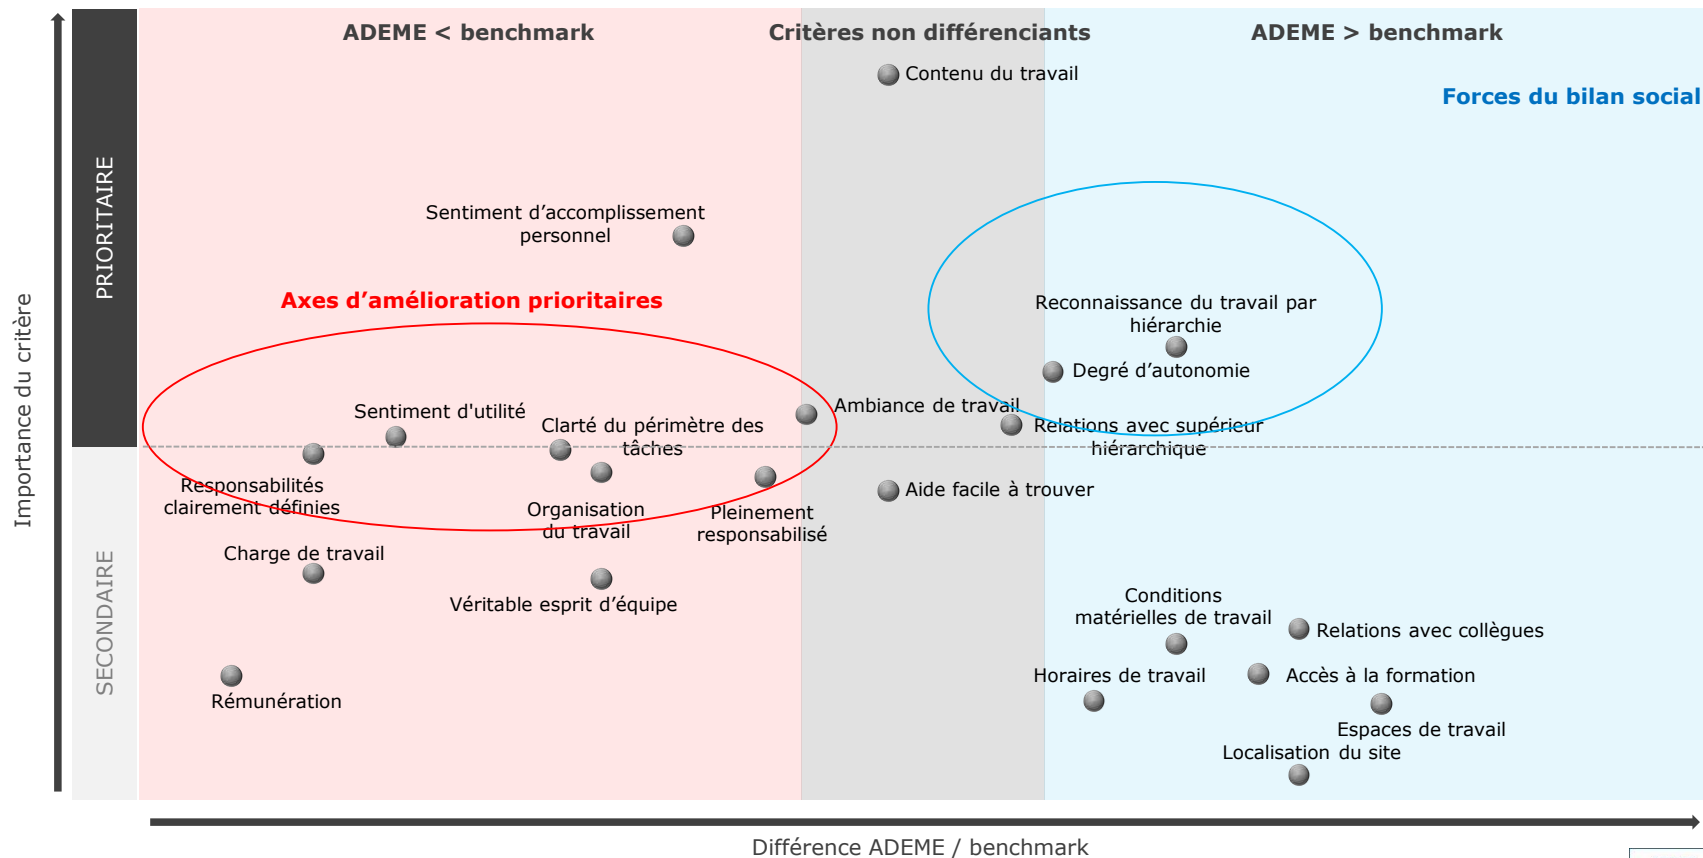 ADEME < benchmark
Critères non différenciants
ADEME > benchmark
Contenu du travail
Forces du bilan social
PRIORITAIRE
Sentiment d’accomplissement
personnel
Axes d’amélioration prioritaires
Reconnaissance du travail par
hiérarchie
Degré d’autonomie
Importance du critère
Sentiment d'utilité
Ambiance de travail
Clarté du périmètre des
tâches
Relations avec supérieur
hiérarchique
Responsabilités
clairement définies
Aide facile à trouver
Organisation
du travail
Pleinement
responsabilisé
SECONDAIRE
Charge de travail
Véritable esprit d’équipe
Conditions
matérielles de travail
Relations avec collègues
Horaires de travail
Accès à la formation
Rémunération
Espaces de travail
Localisation du site
Différence ADEME / benchmark